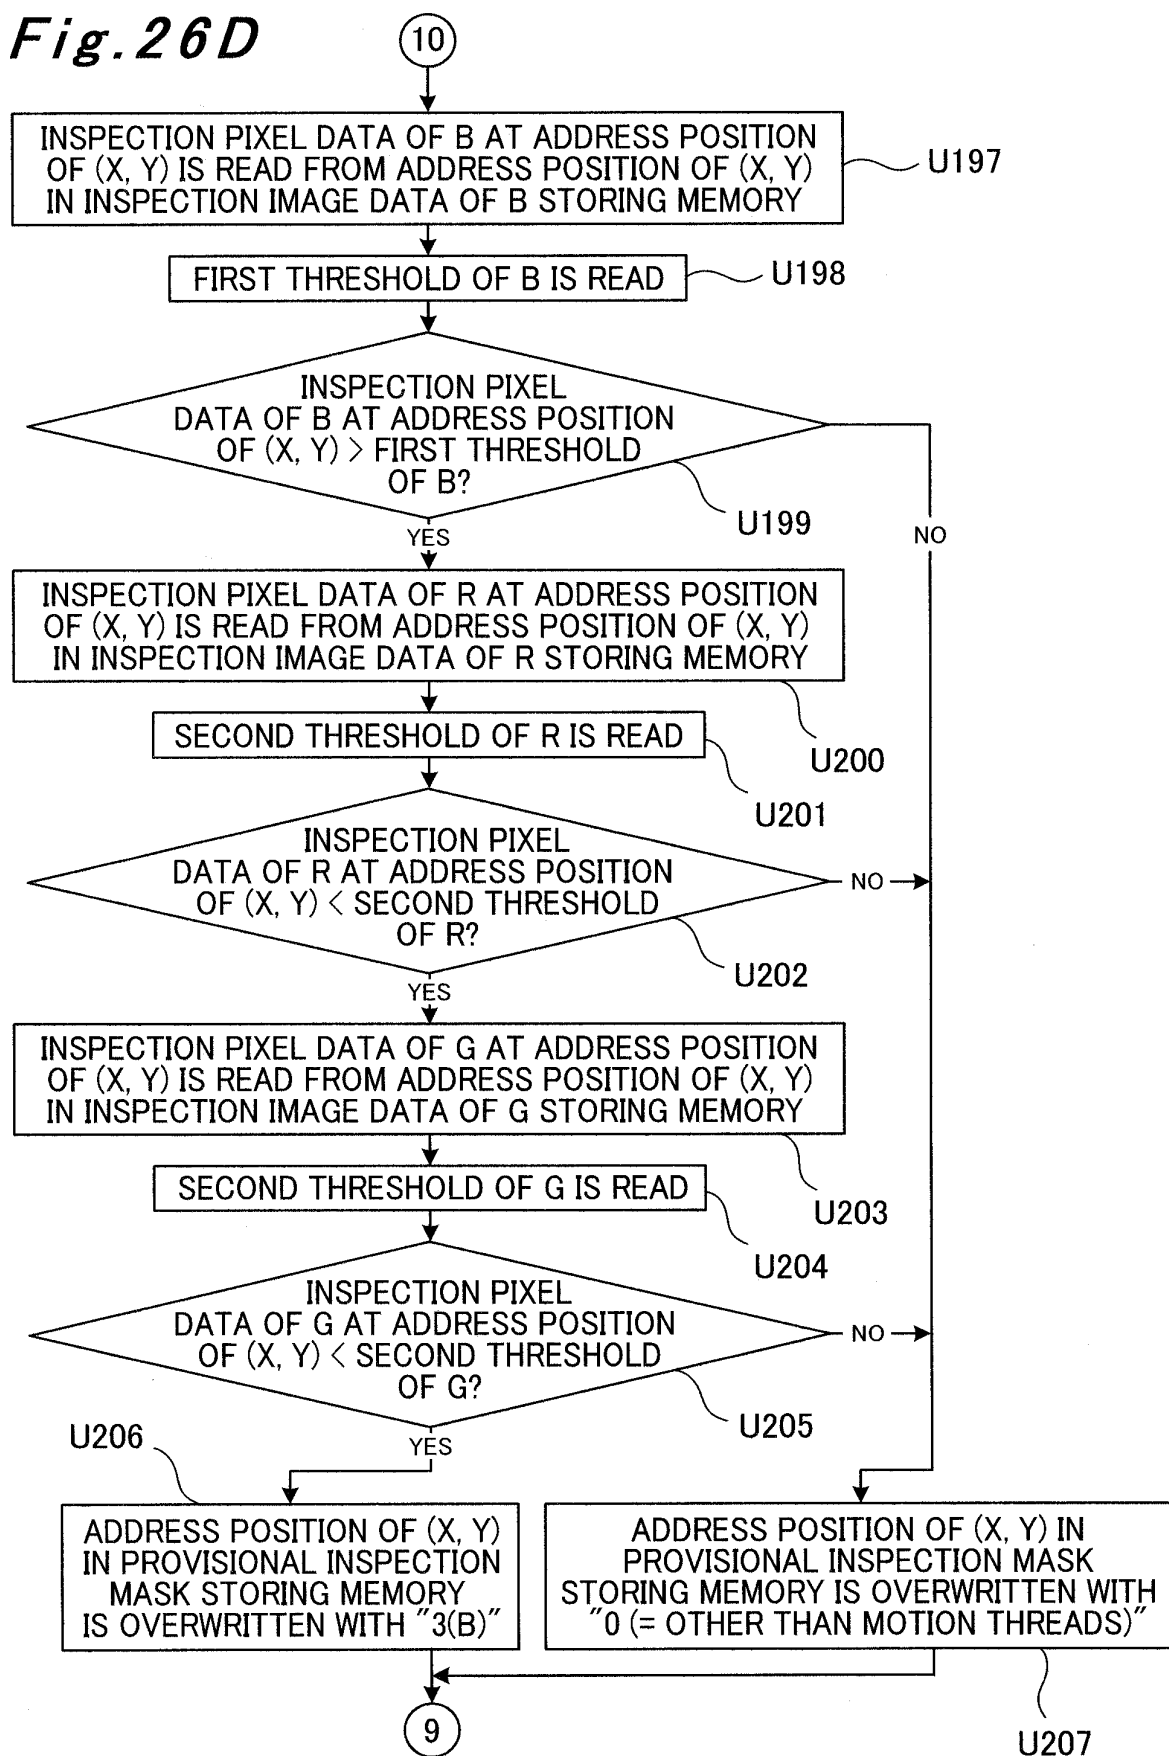 Fig.26D
10
INSPECTION PIXEL DATA OF B AT ADDRESS POSITION
OF (X, Y) IS READ FROM ADDRESS POSITION OF (X, Y)
IN INSPECTION IMAGE DATA OF B STORING MEMORY
U197
FIRST THRESHOLD OF B IS READ
U198
INSPECTION PIXEL
DATA OF B AT ADDRESS POSITION
OF (X, Y) > FIRST THRESHOLD
OF B?
U199
YES
NO
INSPECTION PIXEL DATA OF R AT ADDRESS POSITION
OF (X, Y) IS READ FROM ADDRESS POSITION OF (X, Y)
IN INSPECTION IMAGE DATA OF R STORING MEMORY
U200
SECOND THRESHOLD OF R IS READ
U201
INSPECTION PIXEL
DATA OF R AT ADDRESS POSITION
OF (X, Y) < SECOND THRESHOLD
OF R?
NO
U202
YES
INSPECTION PIXEL DATA OF G AT ADDRESS POSITION
OF (X, Y) IS READ FROM ADDRESS POSITION OF (X, Y)
IN INSPECTION IMAGE DATA OF G STORING MEMORY
U203
SECOND THRESHOLD OF G IS READ
U204
INSPECTION PIXEL
DATA OF G AT ADDRESS POSITION
OF (X, Y) < SECOND THRESHOLD
OF G?
NO
U205
YES
U206
ADDRESS POSITION OF (X, Y)
IN PROVISIONAL INSPECTION
MASK STORING MEMORY
IS OVERWRITTEN WITH "3(B)"
ADDRESS POSITION OF (X, Y) IN
PROVISIONAL INSPECTION MASK
STORING MEMORY IS OVERWRITTEN WITH
"0 (= OTHER THAN MOTION THREADS)"
U207
9